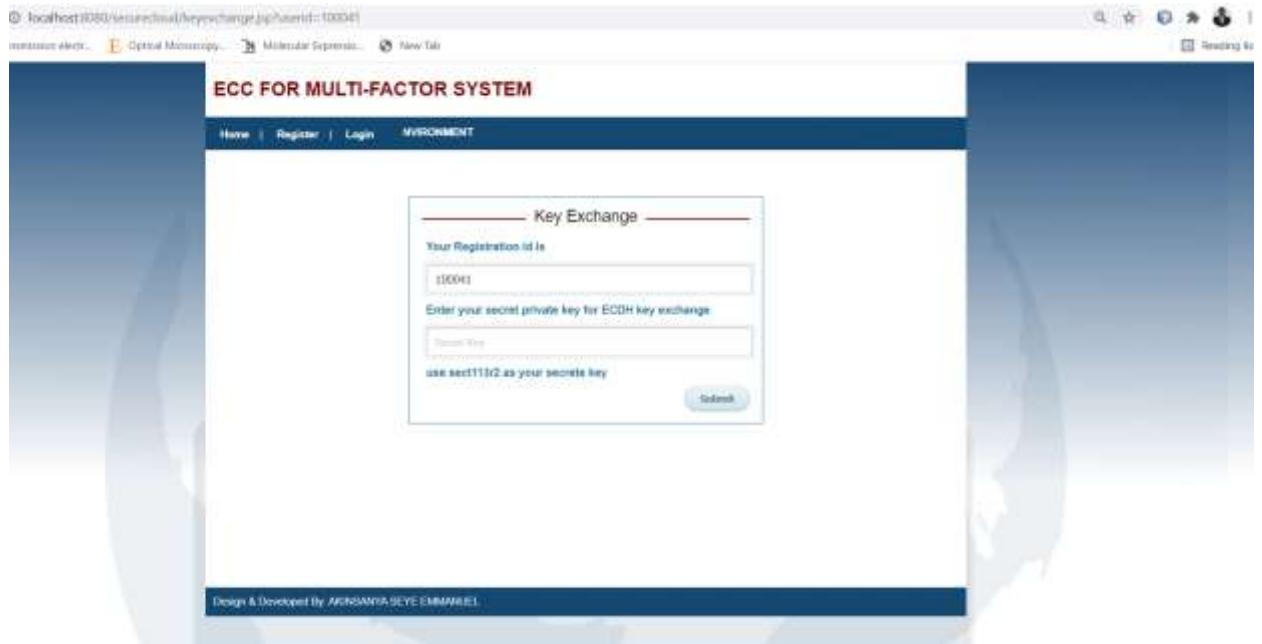 localhost:8080/securecloud/keyexchange.jsp?userid=100041
Optical Microscopy... Molecular Expressio... New Tab Reading lis
ECC FOR MULTI-FACTOR SYSTEM
Home | Register | Login NVIRONMENT
Key Exchange
Your Registration id is
100041
Enter your secret private key for ECDH key exchange
Secret Key
use sect113r2 as your secrete key
Submit
Design & Developed By AKINSANYA SEYE EMMANUEL